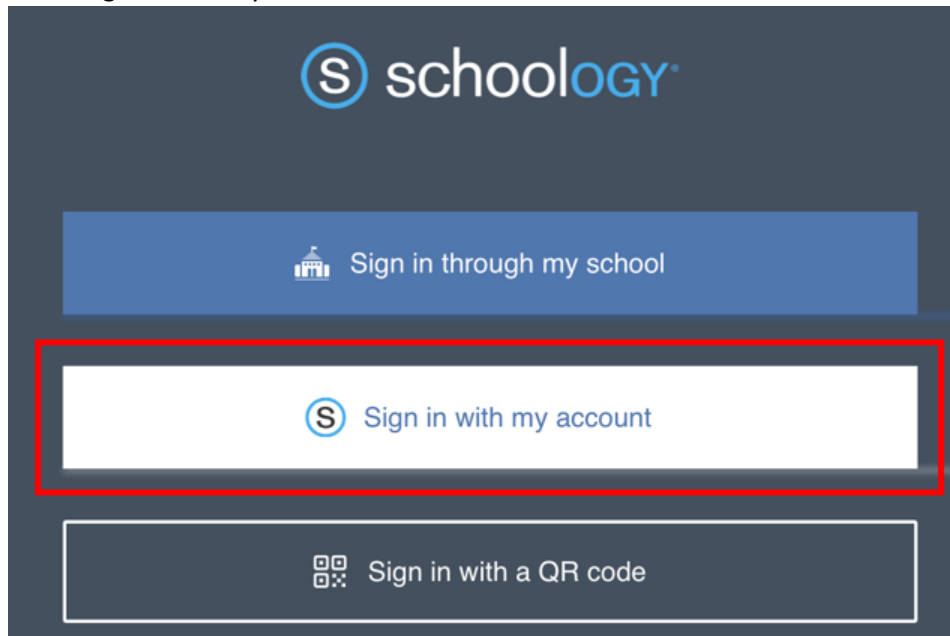 S schoology
Sign in through my school
S Sign in with my account
Sign in with a QR code